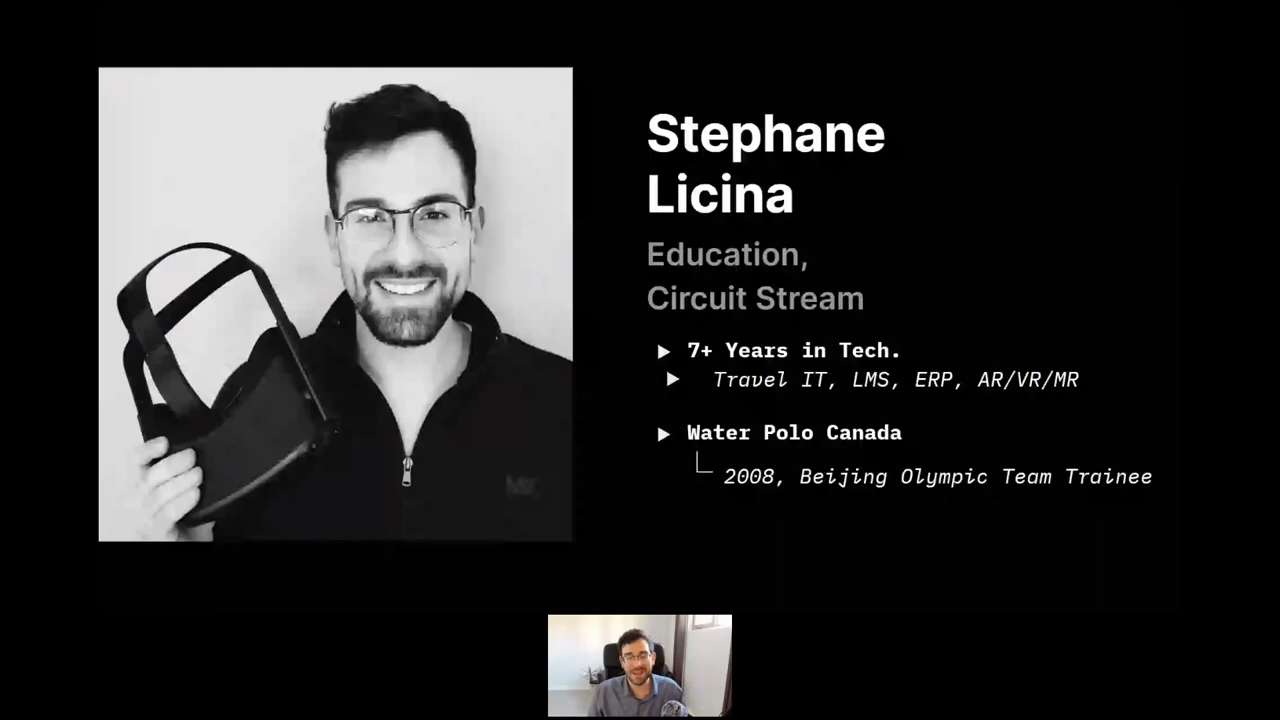 Stephane
Licina
Education,
Circuit Stream
7+ Years in Tech.
Travel IT, LMS, ERP, AR/VR/MR
Water Polo Canada
2008, Beijing Olympic Team Trainee